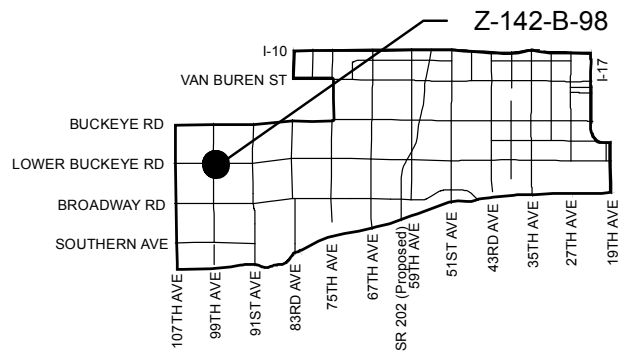 Z-142-B-98
I-10
I-17
VAN BUREN ST
BUCKEYE RD
LOWER BUCKEYE RD
BROADWAY RD
SOUTHERN AVE
107TH AVE
99TH AVE
91ST AVE
83RD AVE
75TH AVE
67TH AVE
SR 202 (Proposed)
59TH AVE
51ST AVE
43RD AVE
35TH AVE
27TH AVE
19TH AVE